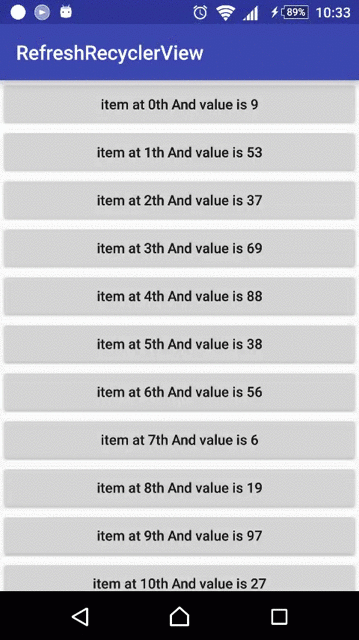 89% 10:33
RefreshRecyclerView
item at 0th And value is 9
item at 1th And value is 53
item at 2th And value is 37
item at 3th And value is 69
item at 4th And value is 88
item at 5th And value is 38
item at 6th And value is 56
item at 7th And value is 6
item at 8th And value is 19
item at 9th And value is 97
item at 10th And value is 27